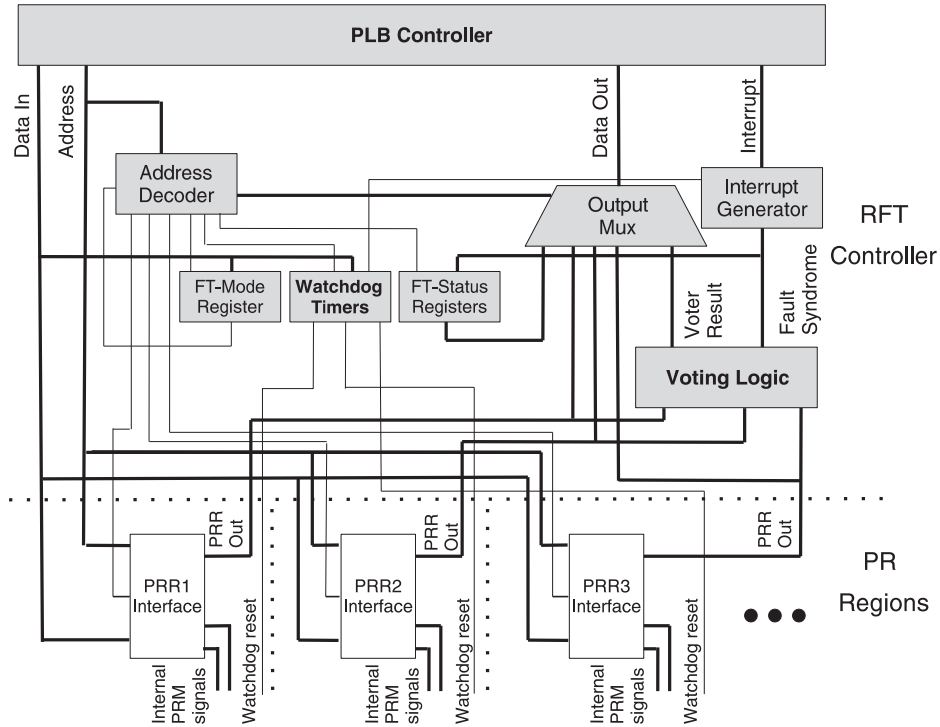 PLB Controller
Data In
Address
Data Out
Interrupt
Address
Decoder
Output
Mux
Interrupt
Generator
RFT
Controller
FT-Mode
Register
Watchdog
Timers
FT-Status
Registers
Voter
Result
Fault
Syndrome
Voting Logic
PRR
Out
PRR
Out
PRR
Out
PRR1
Interface
PRR2
Interface
PRR3
Interface
PR
Regions
Internal
PRM
signals
Watchdog reset
Internal
PRM
signals
Watchdog reset
Internal
PRM
signals
Watchdog reset